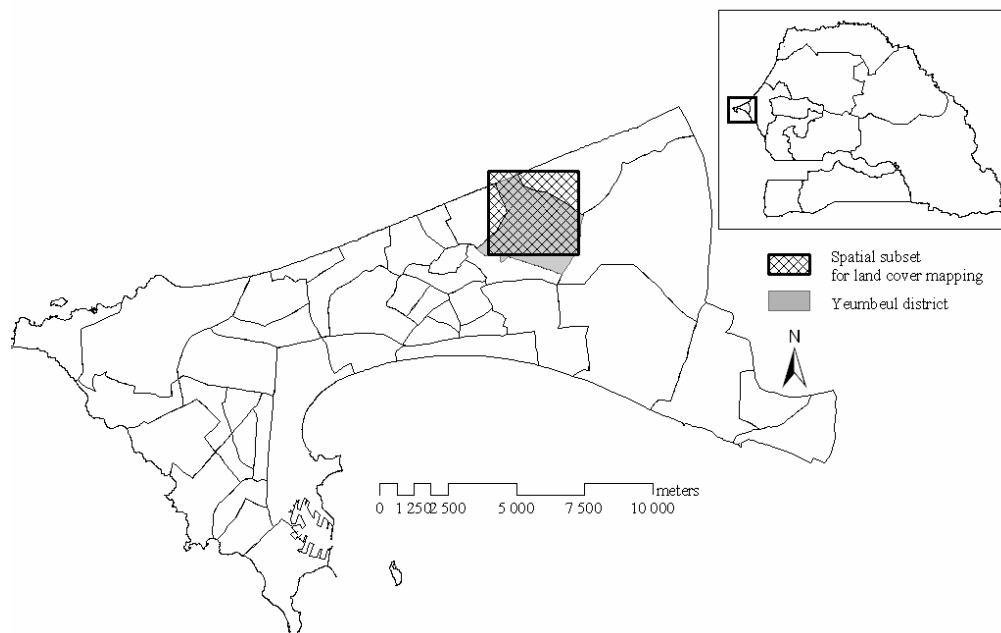 Spatial subset
for land cover mapping
Yeumbeul district
N
meters
0 1 250 2 500 5 000 7 500 10 000